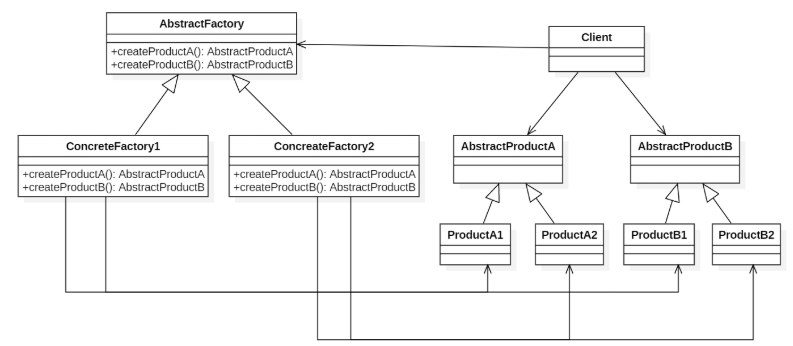 AbstractFactory
+createProductA(): AbstractProductA
+createProductB(): AbstractProductB
Client
ConcreteFactory1
+createProductA(): AbstractProductA
+createProductB(): AbstractProductB
ConcreateFactory2
+createProductA(): AbstractProductA
+createProductB(): AbstractProductB
AbstractProductA
AbstractProductB
ProductA1
ProductA2
ProductB1
ProductB2